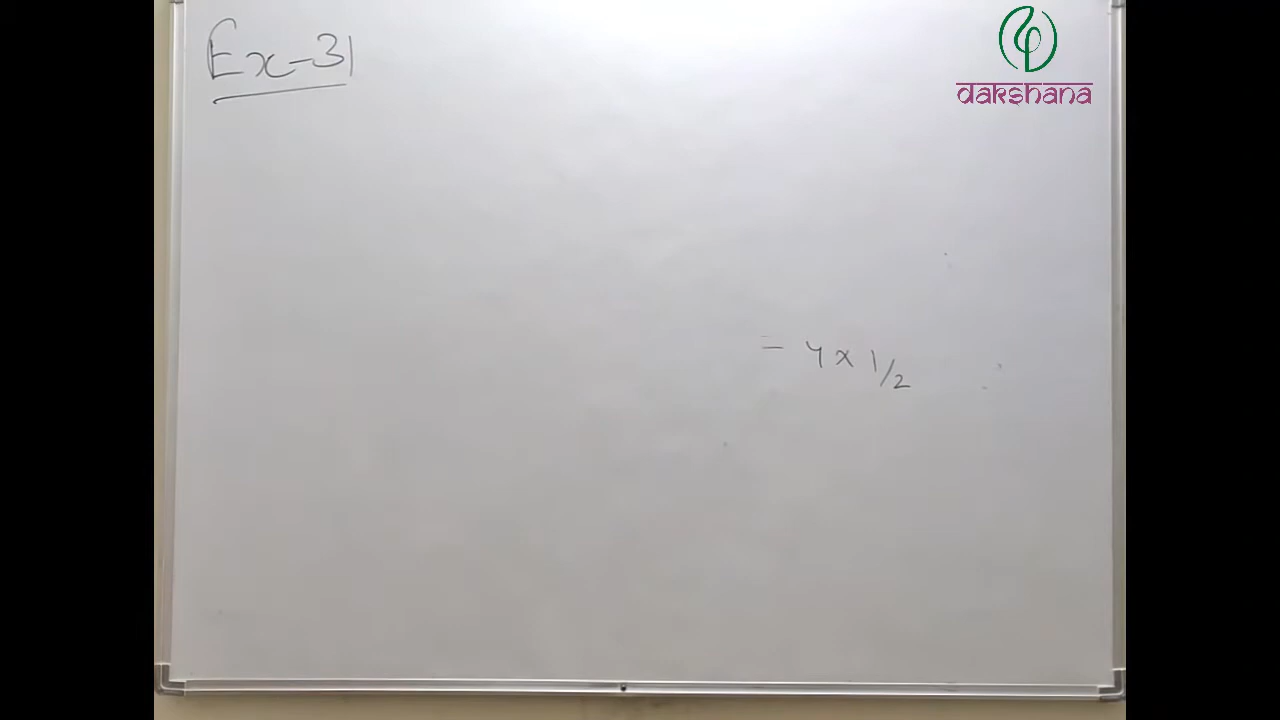 Ex-31
dakshana
= 4 x 1/2